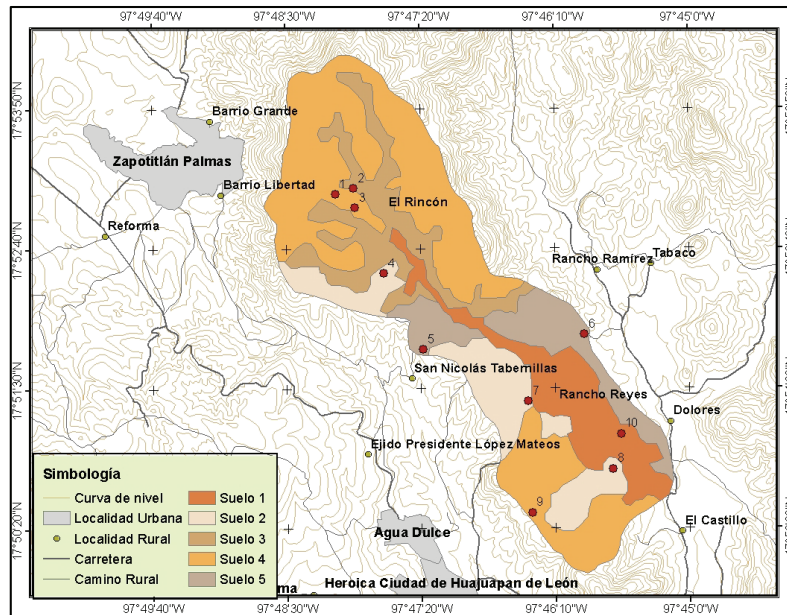 97°49'40"W 97°48'30"W 97°47'20"W 97°46'10"W 97°45'0"W
17°53'50"N
Barrio Grande
Zapotitlán Palmas
Barrio Libertad
1 2
3
El Rincón
Reforma
17°52'40"N
Rancho Ramírez Tabaco
4
6
5
San Nicolás Tabernillas
17°51'30"N
7 Rancho Reyes
Dolores
10
Ejido Presidente López Mateos
8
9
El Castillo
17°50'20"N
Agua Dulce
Heroica Ciudad de Huajuapan de León
Simbología
Curva de nivel
Localidad Urbana
Localidad Rural
Carretera
Camino Rural
Suelo 1
Suelo 2
Suelo 3
Suelo 4
Suelo 5
97°49'40"W 97°48'30"W 97°47'20"W 97°46'10"W 97°45'0"W